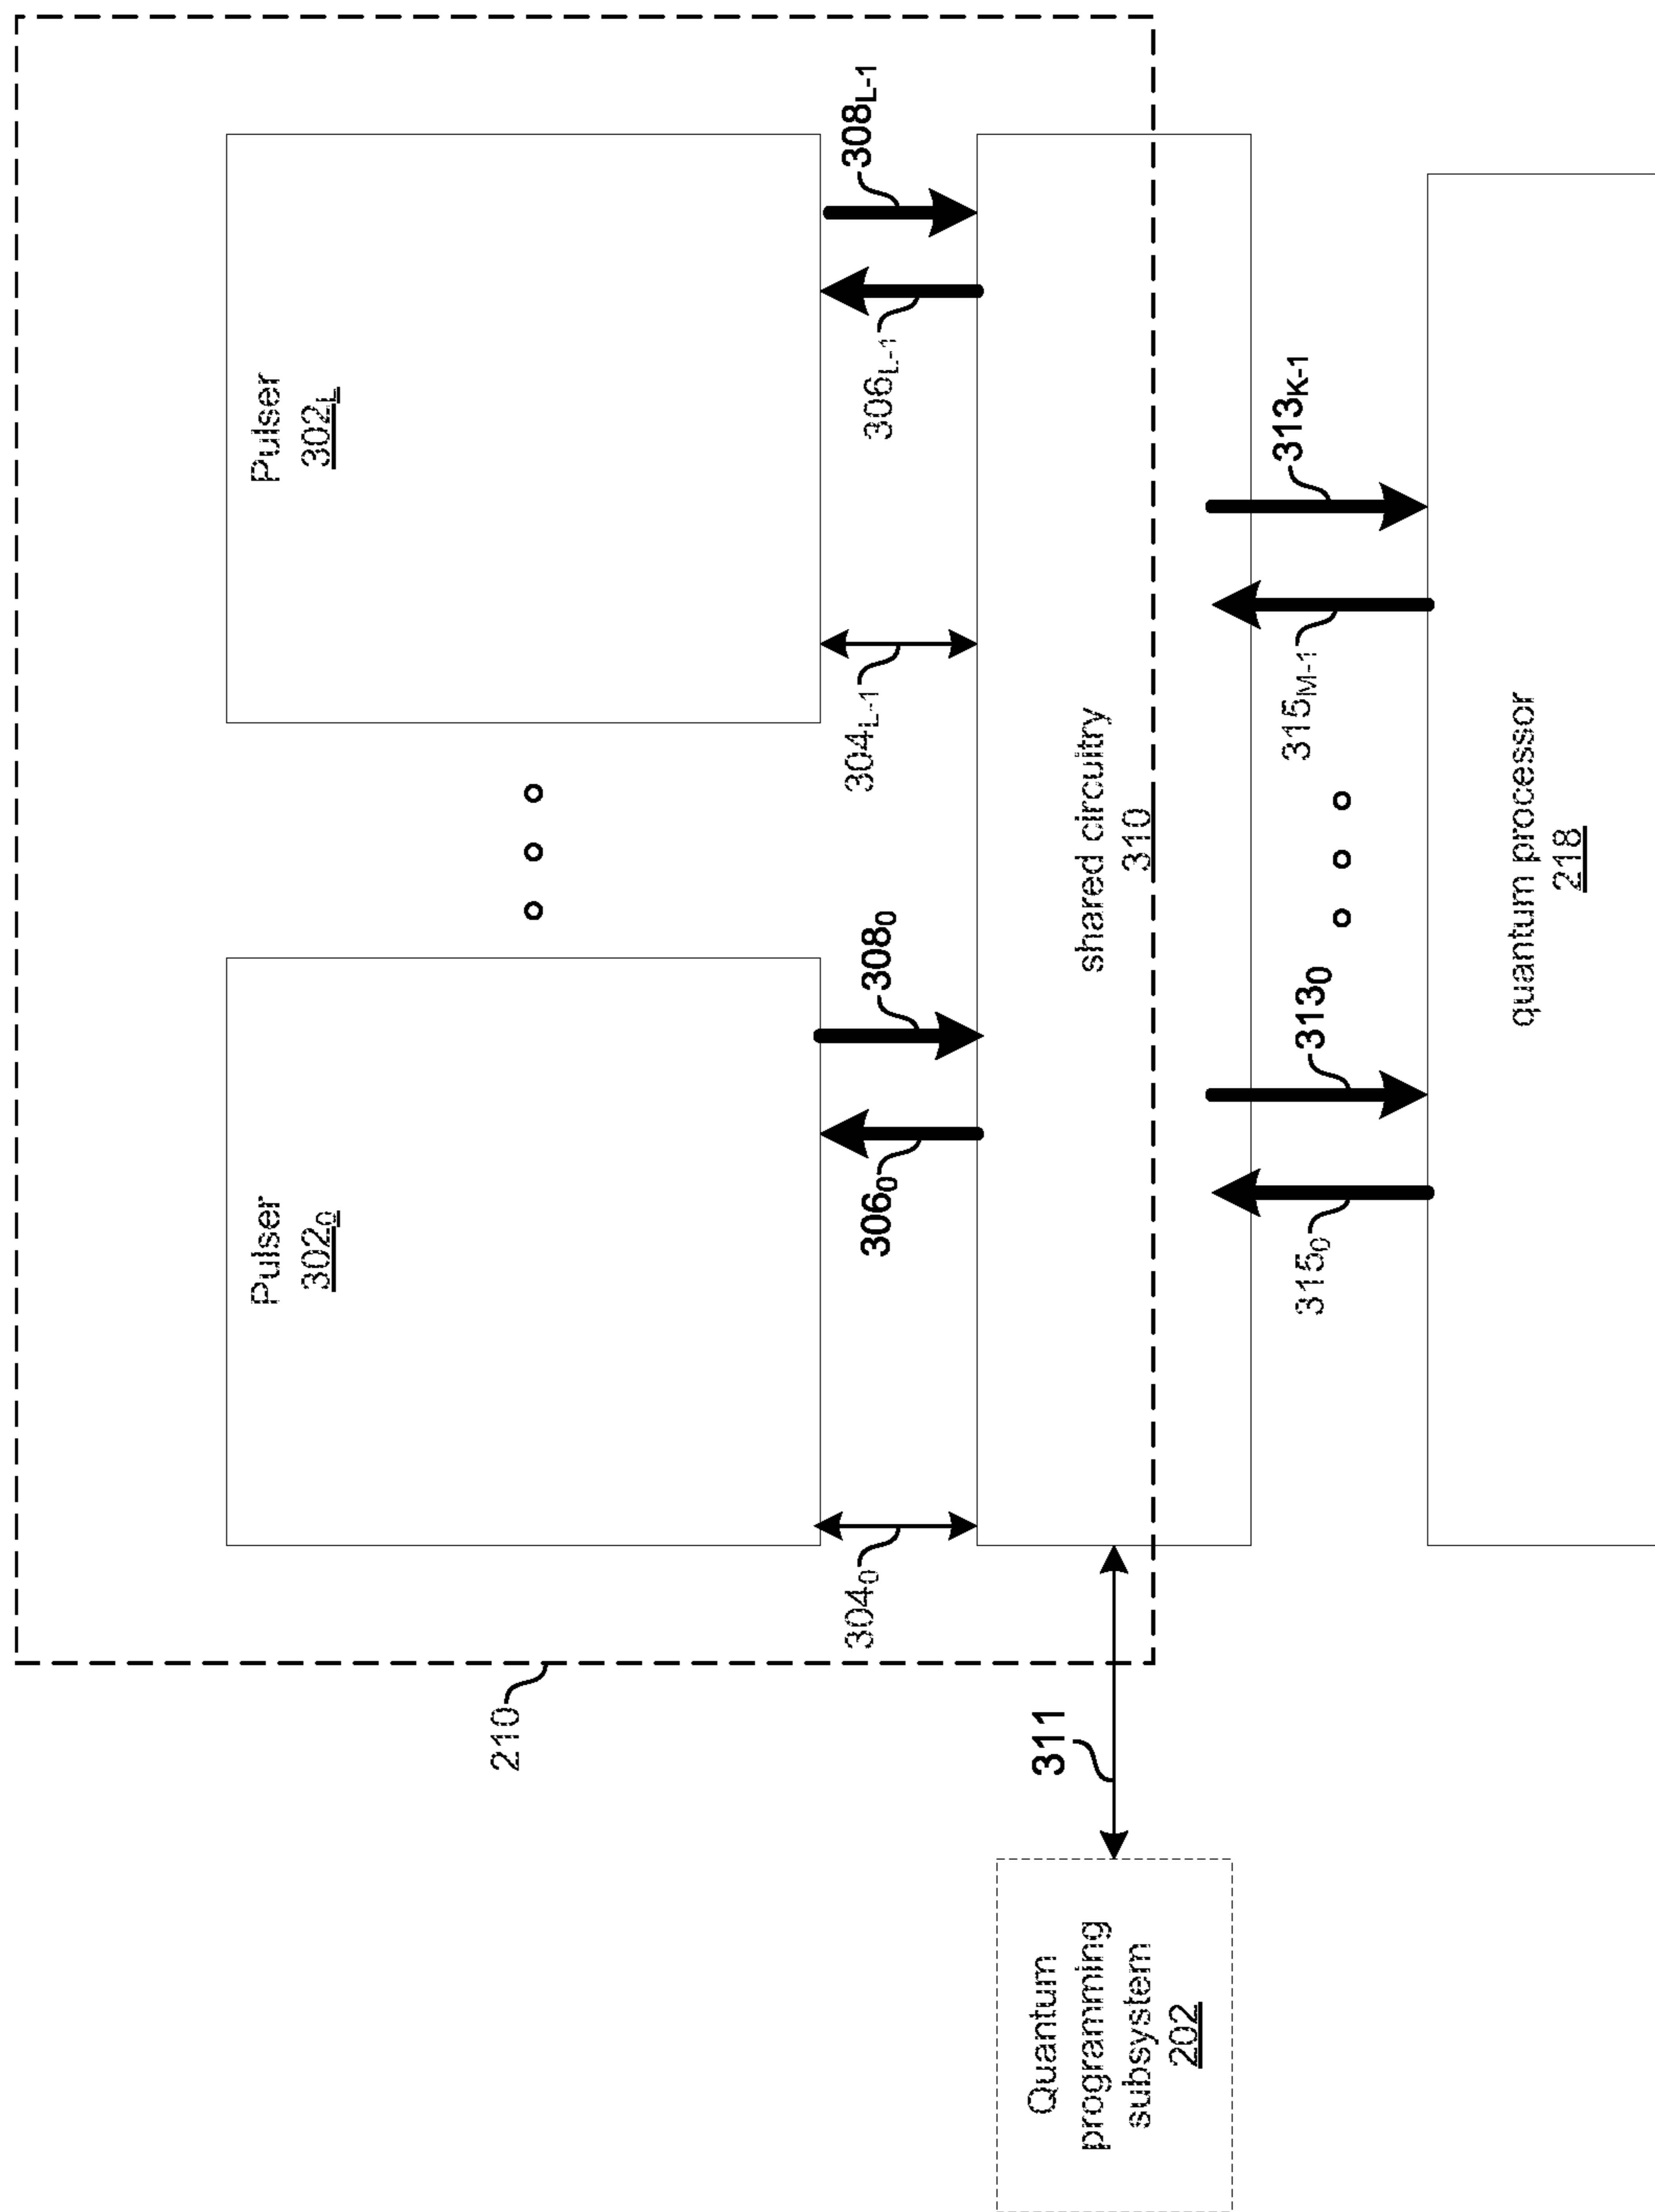 210
Pulser
302₀
Pulser
302L
304₀
306₀
308₀
304L-1
306L-1
308L-1
Quantum
programming
subsystem
202
311
shared circuitry
310
315₀
313₀
315M-1
313K-1
quantum processor
218